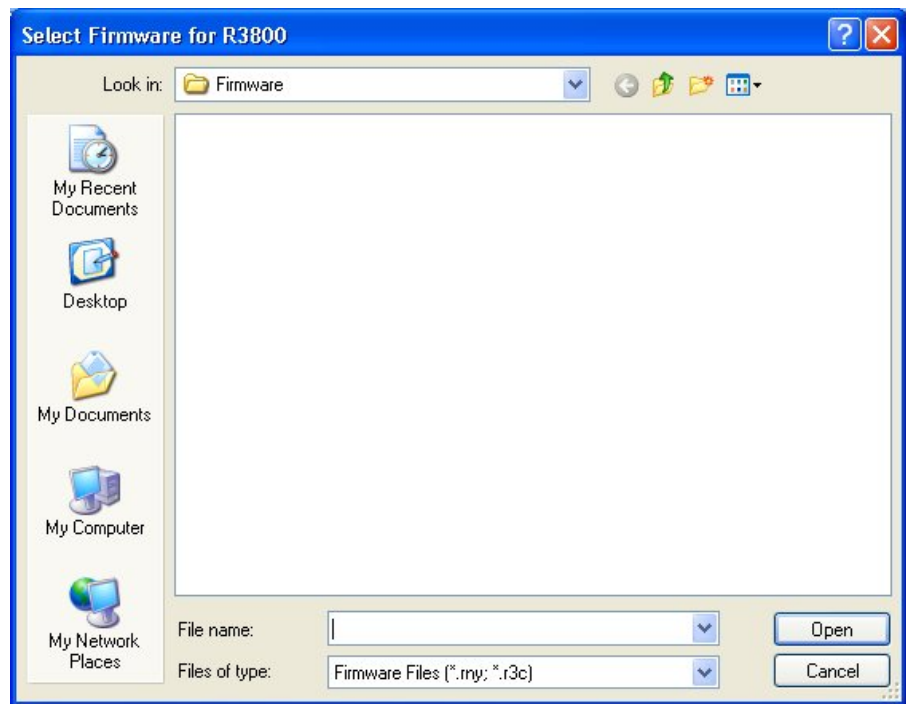 Select Firmware for R3800
Look in:
Firmware
My Recent
Documents
Desktop
My Documents
My Computer
My Network
Places
File name:
Open
Files of type:
Firmware Files (*.rny; *.r3c)
Cancel